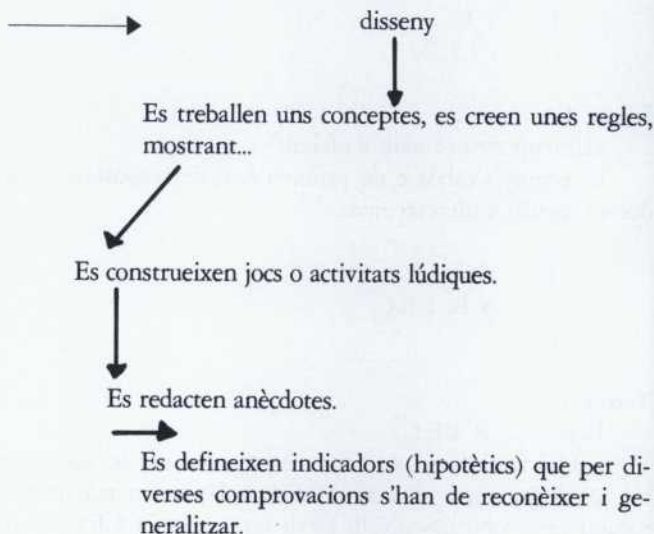 disseny
Es treballen uns conceptes, es creen unes regles,
mostrant...
Es construeixen jocs o activitats lúdiques.
Es redacten anècdotes.
Es defineixen indicadors (hipotètics) que per di-
verses comprovacions s'han de reconèixer i ge-
neralitzar.